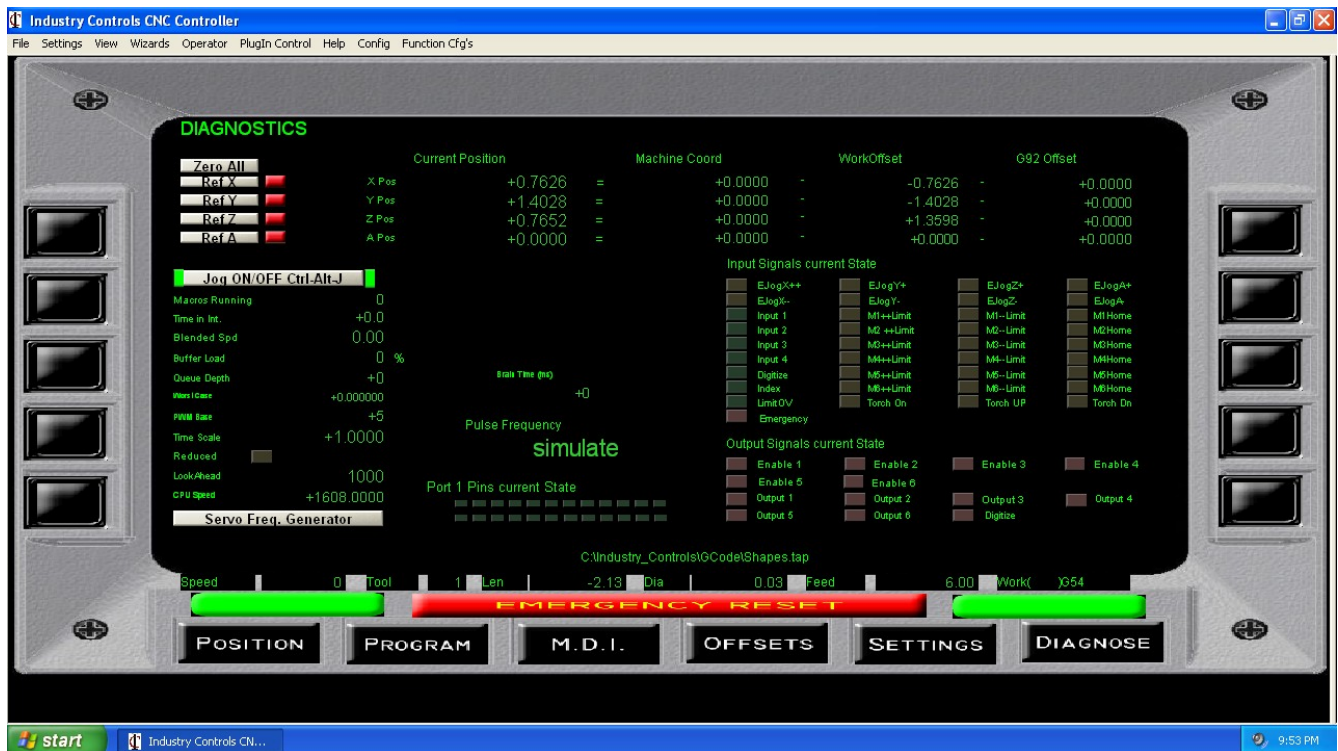 Industry Controls CNC Controller
File Settings View Wizards Operator PlugIn Control Help Config Function Cfg's
DIAGNOSTICS
Current Position Machine Coord WorkOffset G92 Offset
Zero All
Ref X X Pos +0.7626 = +0.0000 - -0.7626 - +0.0000
Ref Y Y Pos +1.4028 = +0.0000 - -1.4028 - +0.0000
Ref Z Z Pos +0.7652 = +0.0000 - +1.3598 - +0.0000
Ref A A Pos +0.0000 = +0.0000 - +0.0000 - +0.0000
Jog ON/OFF Ctrl-Alt-J
Macros Running 0
Time in Int. +0.0
Blended Spd 0.00
Buffer Load 0 %
Queue Depth +0
Worst Case +0.000000
PWM Base +5
Time Scale +1.0000
Reduced
LookAhead 1000
CPU Speed +1608.0000
Servo Freq. Generator
Brain Time (ms)
+0
Pulse Frequency
simulate
Port 1 Pins current State
Input Signals current State
EJogX++ EJogY+ EJogZ+ EJogA+
EJogX-- EJogY- EJogZ- EJogA-
Input 1 M1++Limit M1--Limit M1Home
Input 2 M2 ++Limit M2--Limit M2Home
Input 3 M3++Limit M3--Limit M3Home
Input 4 M4++Limit M4--Limit M4Home
Digitize M5++Limit M5--Limit M5Home
Index M6++Limit M6--Limit M6Home
LimitOV Torch On Torch UP Torch Dn
Emergency
Output Signals current State
Enable 1 Enable 2 Enable 3 Enable 4
Enable 5 Enable 6
Output 1 Output 2 Output 3 Output 4
Output 5 Output 6 Digitize
C:\Industry_Controls\GCode\Shapes.tap
Speed 0 Tool 1 Len -2.13 Dia 0.03 Feed 6.00 Work( )G54
EMERGENCY RESET
POSITION PROGRAM M.D.I. OFFSETS SETTINGS DIAGNOSE
start Industry Controls CN... 9:53 PM